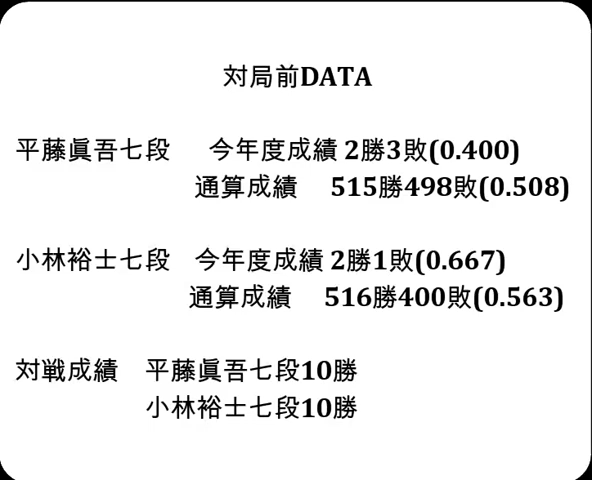 対局前DATA
平藤眞吾七段 今年度成績 2勝3敗(0.400)
通算成績 515勝498敗(0.508)
小林裕士七段 今年度成績 2勝1敗(0.667)
通算成績 516勝400敗(0.563)
対戦成績 平藤眞吾七段10勝
小林裕士七段10勝